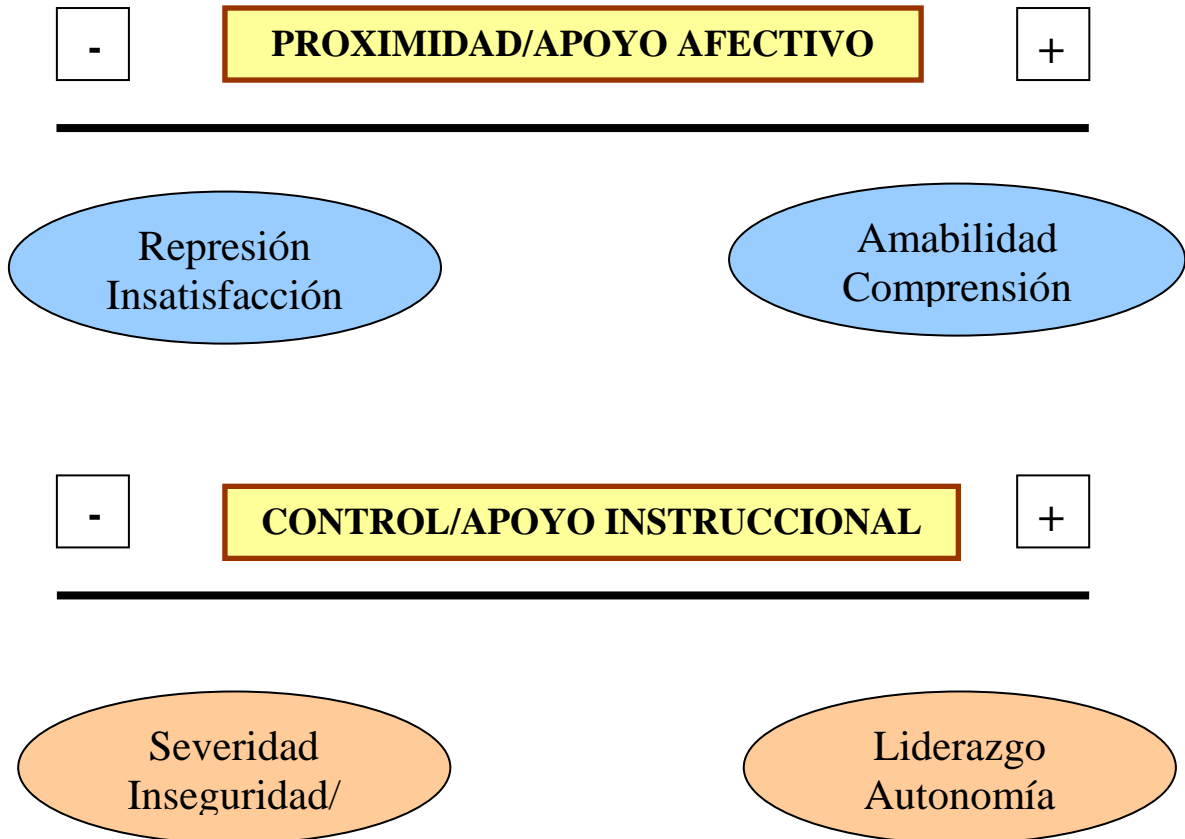 - PROXIMIDAD/APOYO AFECTIVO +
Represión
Insatisfacción
Amabilidad
Comprensión
- CONTROL/APOYO INSTRUCCIONAL +
Severidad
Inseguridad/
Liderazgo
Autonomía